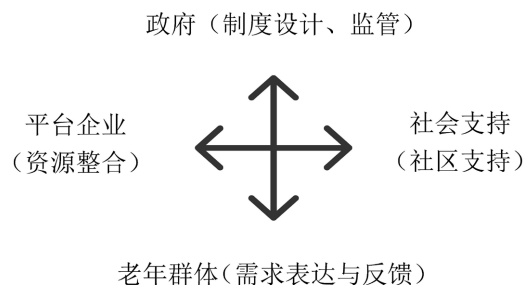 政府（制度设计、监管）
平台企业
（资源整合）
社会支持
（社区支持）
老年群体（需求表达与反馈）